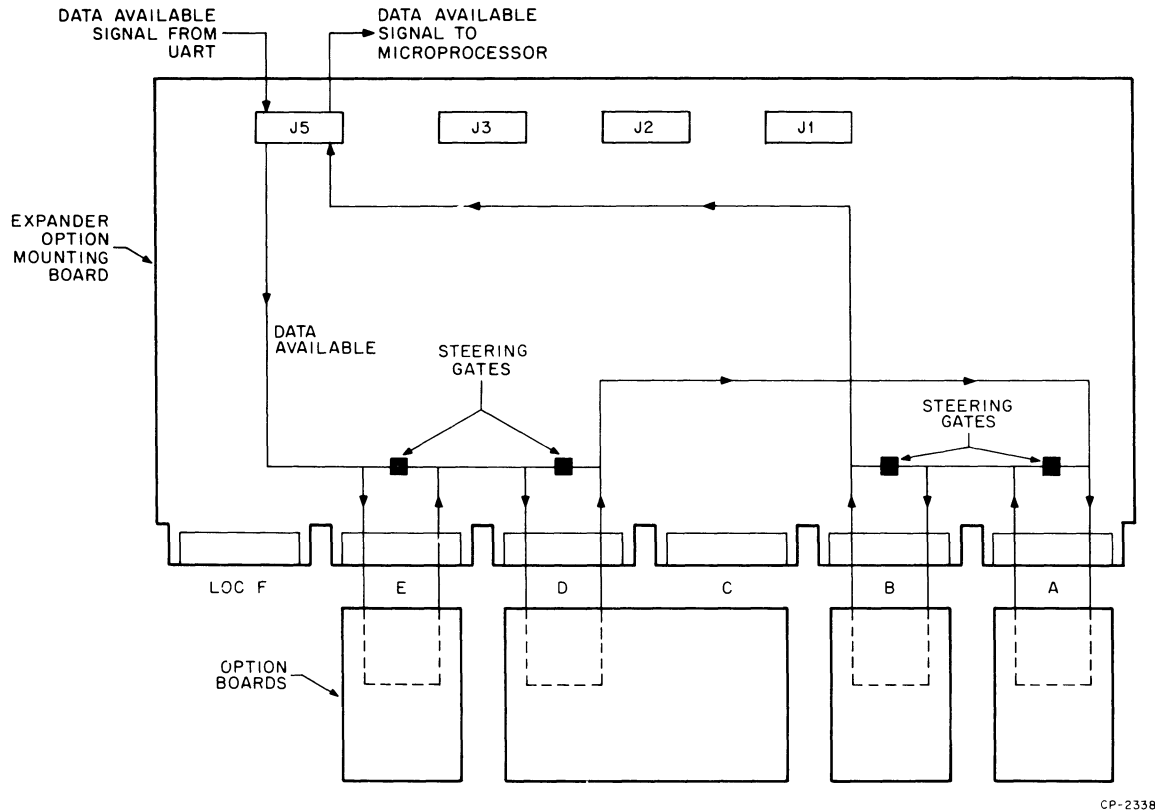 DATA AVAILABLE
SIGNAL FROM
UART
DATA AVAILABLE
SIGNAL TO
MICROPROCESSOR
J5
J3
J2
J1
EXPANDER
OPTION
MOUNTING
BOARD
DATA
AVAILABLE
STEERING
GATES
STEERING
GATES
LOC F
E
D
C
B
A
OPTION
BOARDS
CP-2338